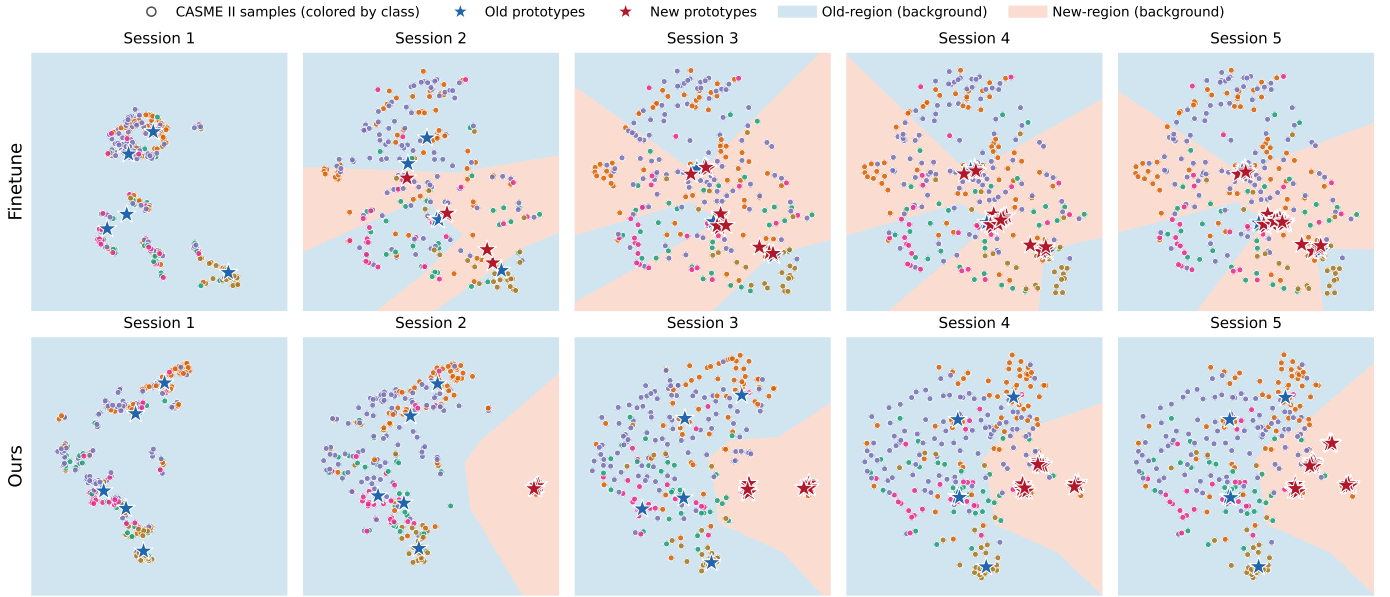 CASME II samples (colored by class) Old prototypes New prototypes Old-region (background) New-region (background)
Session 1 Session 2 Session 3 Session 4 Session 5
Finetune
Session 1 Session 2 Session 3 Session 4 Session 5
Ours